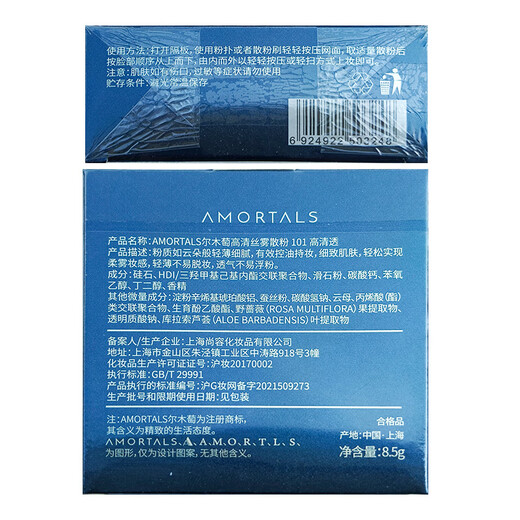 使用方法：打开隔板，使用粉扑或者散粉刷轻轻按压网面，取适量散粉后
按脸部顺序从上而下，由内而外以轻轻按压或轻扫方式上妆即可。
注意：肌肤如有伤口，过敏等症状请勿使用
贮存条件：避光常温保存
6 924922 503248
AMORTALS
产品名称：AMORTALS尔木萄高清丝雾散粉 101 高清透
产品描述：粉质如云朵般轻薄细腻，有效控油持妆，细致肌肤，轻松实现
柔雾妆感，轻薄不易脱妆，透气不易浮粉。
成分：硅石、HDI/三羟甲基己基内酯交联聚合物、滑石粉、碳酸钙、苯氧
乙醇、丁二醇、香精
其他微量成分：淀粉辛烯基琥珀酸铝、蚕丝粉、碳酸氢钠、云母、丙烯酸（酯）
类交联聚合物、生育酚乙酸酯、野蔷薇（ROSA MULTIFLORA）果提取物、
透明质酸钠、库拉索芦荟（ALOE BARBADENSIS）叶提取物
备案人/生产企业：上海尚容化妆品有限公司
地址：上海市金山区朱泾镇工业区中涛路918号3幢
化妆品生产许可证证号：沪妆20170002
执行标准：GB/T 29991
产品执行的标准编号：沪G妆网备字2021509273
生产批号和限期使用日期：见包装
注：AMORTALS尔木萄为注册商标，
其含义为精致的生活态度。
AMORTALS、A.A.M.O.R.T.L.S.
为图形，仅为设计图案，无其他含义。
合格品
产地：中国·上海
净含量：8.5g